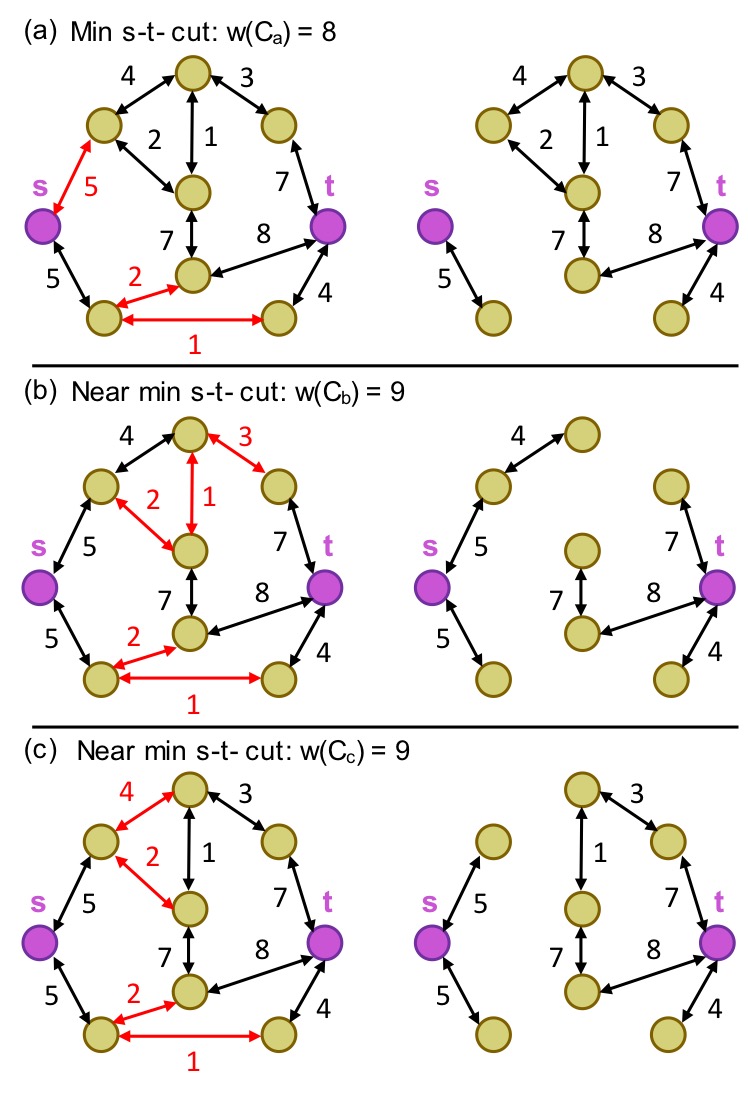 (a) Min s-t- cut: w(Cₐ) = 8
4 3 4 3
2 1 2 1
s 5 7 t s 7 t
5 7 8 5 7 8
2 4 4
1
(b) Near min s-t- cut: w(C_b) = 9
4 3 4
2 1
s 5 7 t s 5 7 t
5 7 8 5 7 8
2 4 4
1
(c) Near min s-t- cut: w(C_c) = 9
4 3 3
2 1 1
s 5 7 t s 5 7 t
5 7 8 5 7 8
2 4 4
1